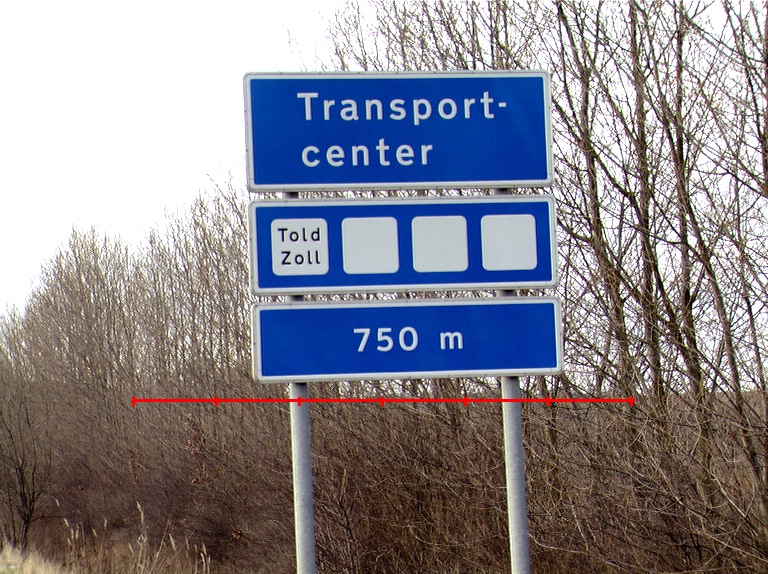 Transport-
center
Told
Zoll
750 m